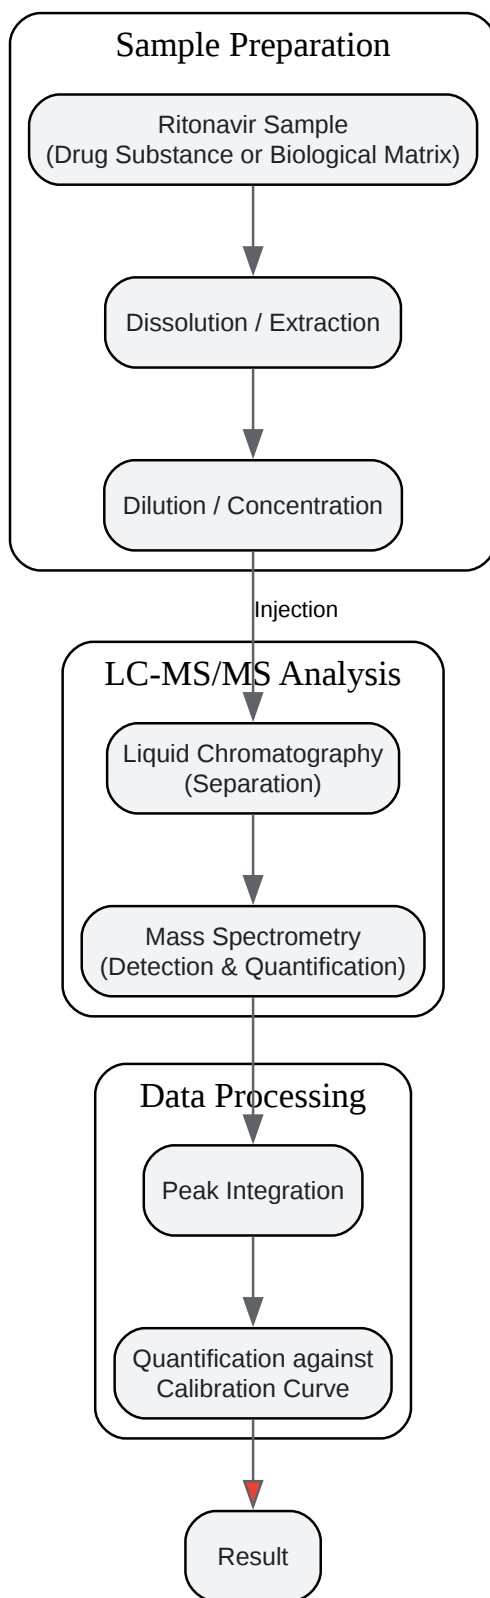 Sample Preparation
Ritonavir Sample
(Drug Substance or Biological Matrix)
Dissolution / Extraction
Dilution / Concentration
Injection
LC-MS/MS Analysis
Liquid Chromatography
(Separation)
Mass Spectrometry
(Detection & Quantification)
Data Processing
Peak Integration
Quantification against
Calibration Curve
Result